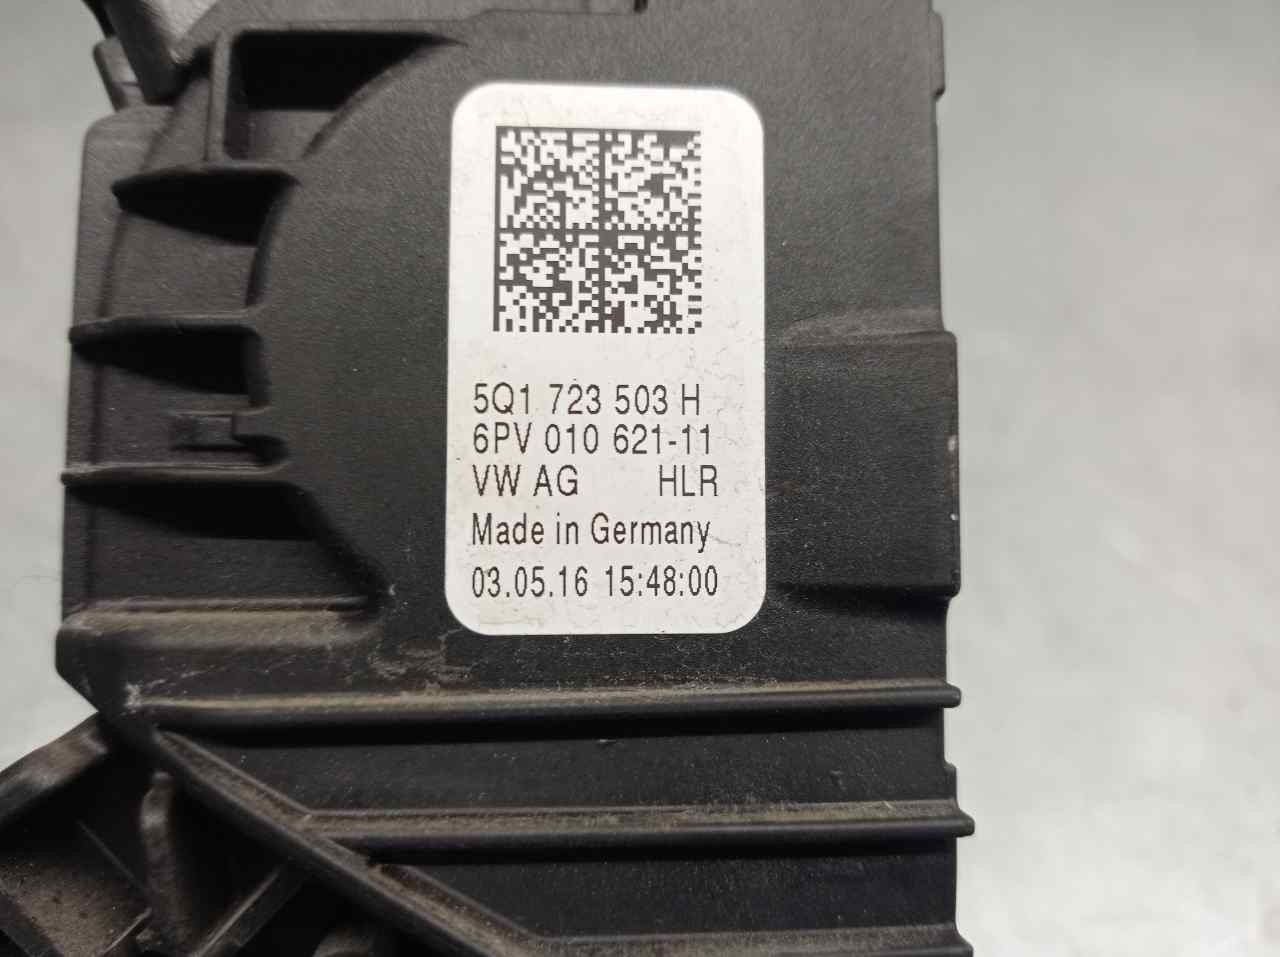 5Q1 723 503 H
6PV 010 621-11
VW AG HLR
Made in Germany
03.05.16 15:48:00